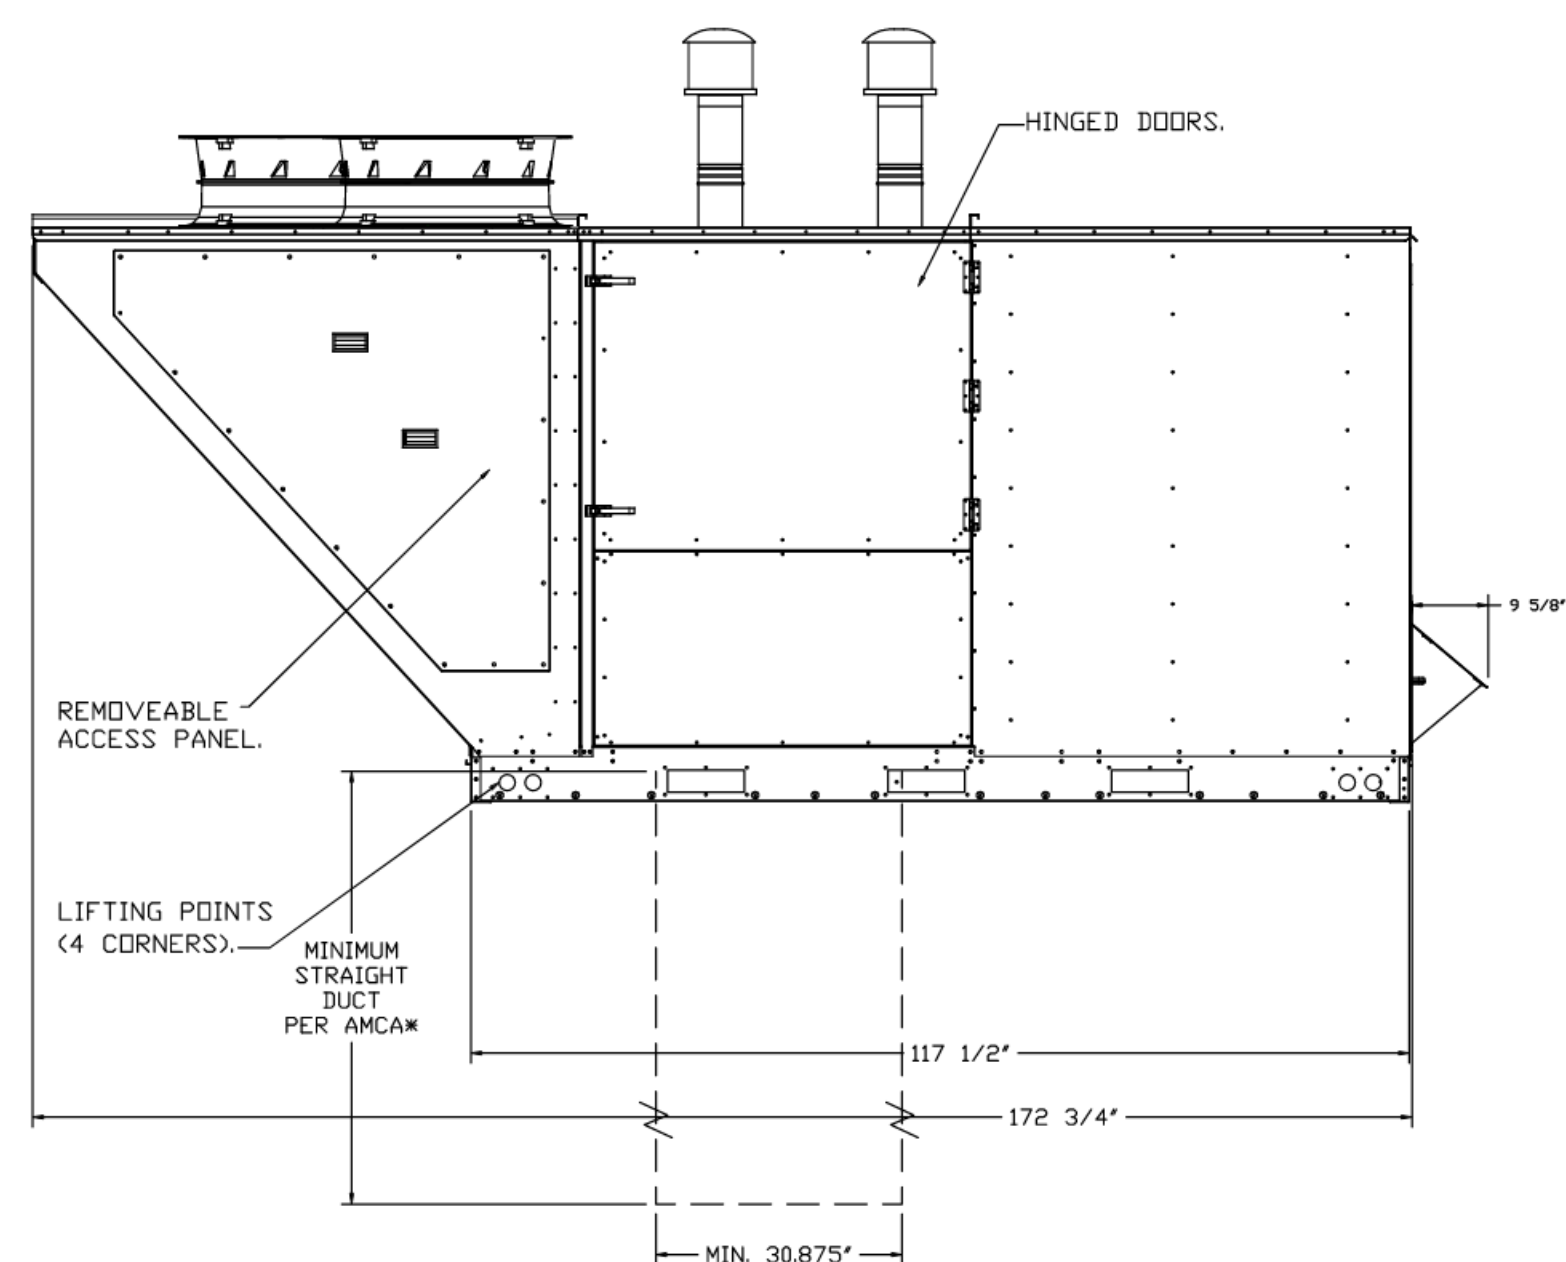 HINGED DOORS.
9 5/8"
REMOVEABLE
ACCESS PANEL.
LIFTING POINTS
(4 CORNERS).
MINIMUM
STRAIGHT
DUCT
PER AMCA*
117 1/2"
172 3/4"
MIN. 30.875"